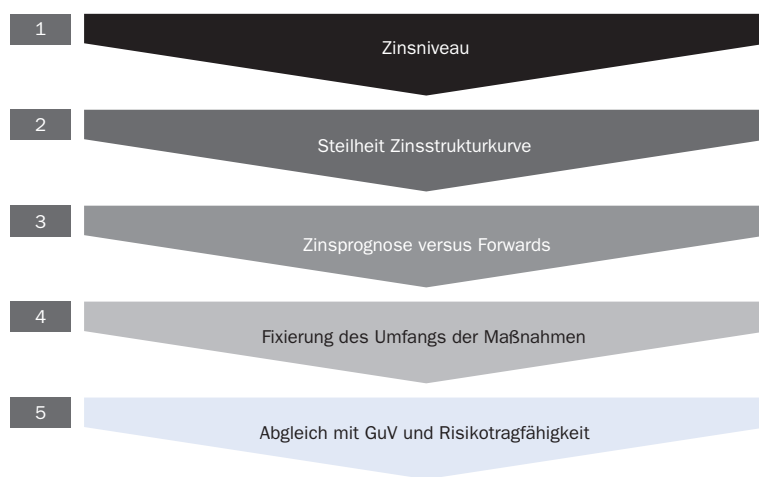 1
Zinsniveau
2
Steilheit Zinsstrukturkurve
3
Zinsprognose versus Forwards
4
Fixierung des Umfangs der Maßnahmen
5
Abgleich mit GuV und Risikotragfähigkeit